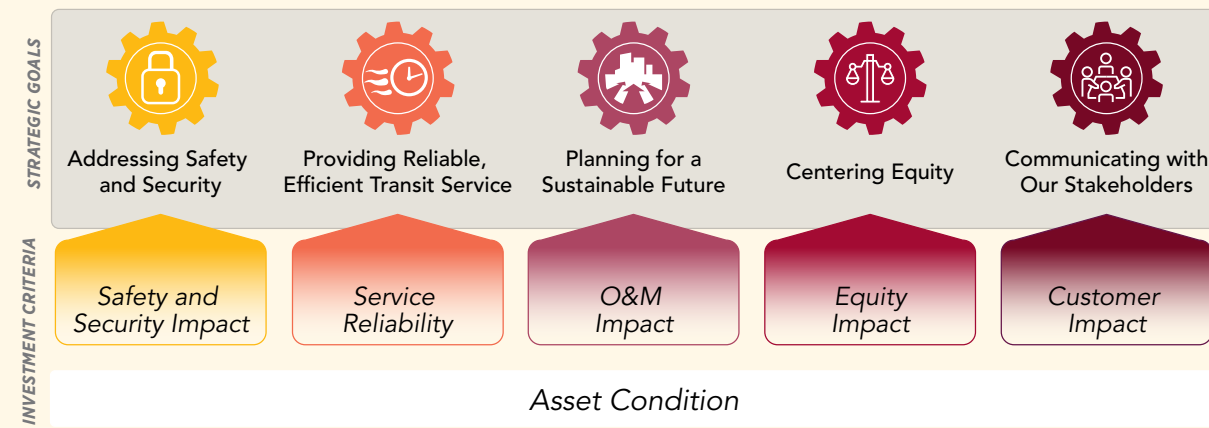 STRATEGIC GOALS
Addressing Safety
and Security
Providing Reliable,
Efficient Transit Service
Planning for a
Sustainable Future
Centering Equity
Communicating with
Our Stakeholders
INVESTMENT CRITERIA
Safety and
Security Impact
Service
Reliability
O&M
Impact
Equity
Impact
Customer
Impact
Asset Condition